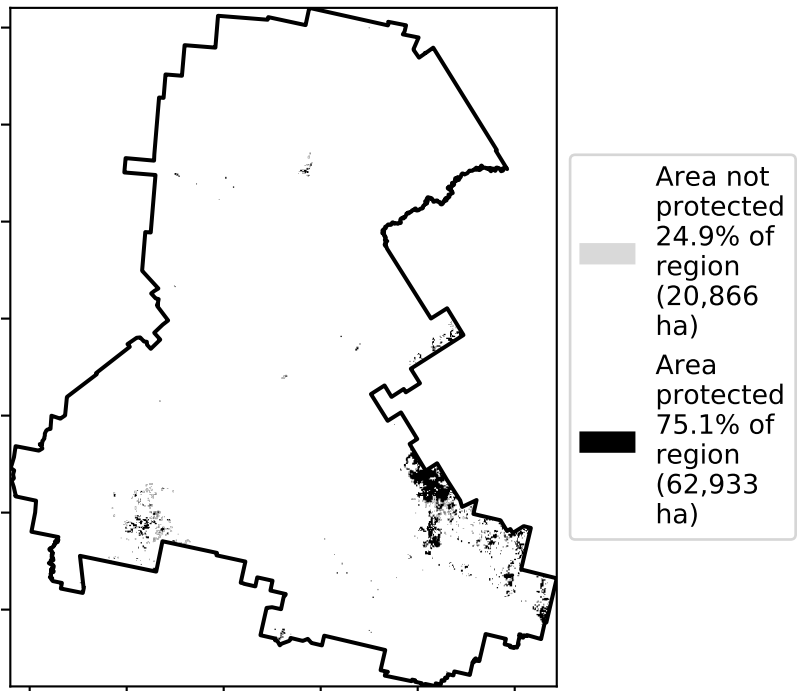 Area not
protected
24.9% of
region
(20,866
ha)
Area
protected
75.1% of
region
(62,933
ha)